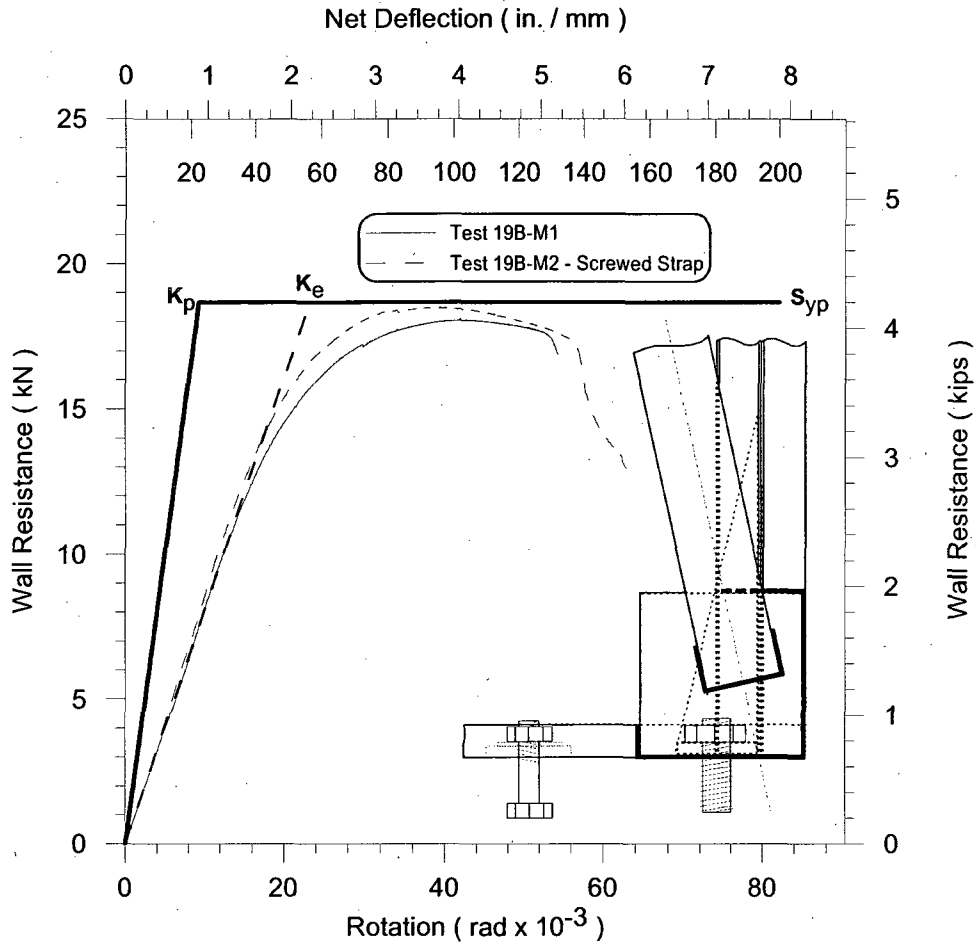 Net Deflection ( in. / mm )
0 1 2 3 4 5 6 7 8
20 40 60 80 100 120 140 160 180 200
Test 19B-M1
Test 19B-M2 - Screwed Strap
Kp
Ke
Syp
25
20
15
10
5
0
Wall Resistance ( kN )
5
4
3
2
1
0
Wall Resistance ( kips )
0 20 40 60 80
Rotation ( rad x 10⁻³ )